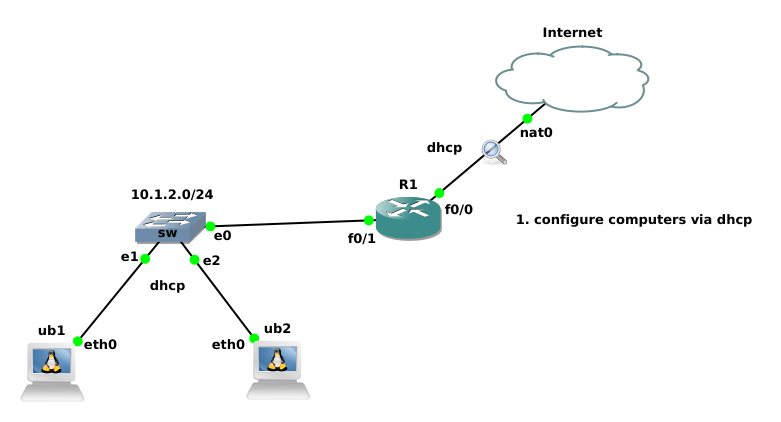 Internet
nat0
dhcp
R1
f0/0
10.1.2.0/24
1. configure computers via dhcp
sw
e0
f0/1
e1
e2
dhcp
ub1
ub2
eth0
eth0